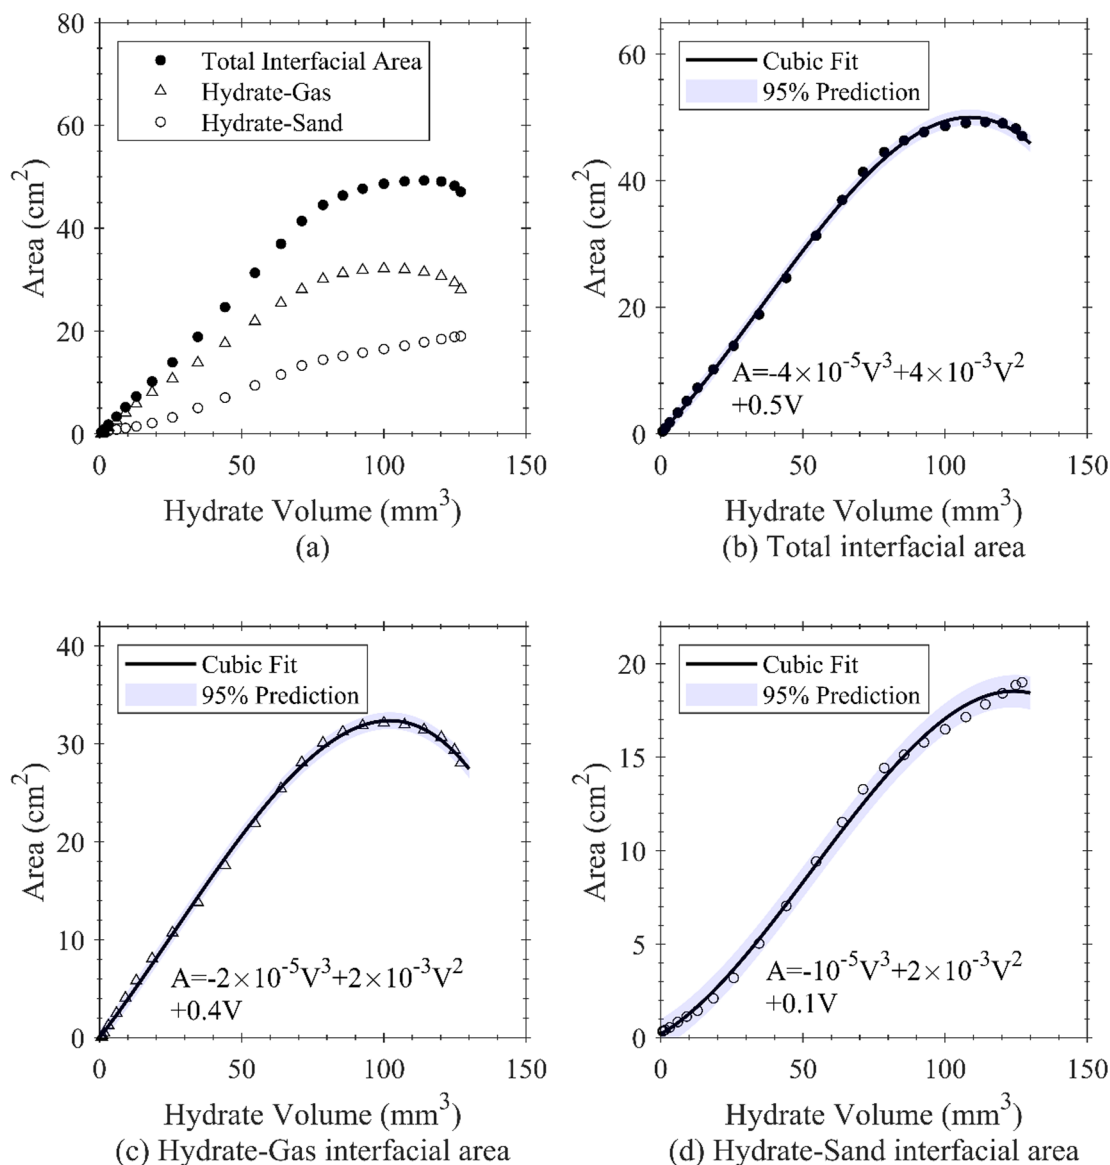 80
60
40
20
0
Area (cm²)
Total Interfacial Area
Hydrate-Gas
Hydrate-Sand
0 50 100 150
Hydrate Volume (mm³)
(a)
60
40
20
0
Area (cm²)
Cubic Fit
95% Prediction
A=-4×10⁻⁵V³+4×10⁻³V²
+0.5V
0 50 100 150
Hydrate Volume (mm³)
(b) Total interfacial area
40
30
20
10
0
Area (cm²)
Cubic Fit
95% Prediction
A=-2×10⁻⁵V³+2×10⁻³V²
+0.4V
0 50 100 150
Hydrate Volume (mm³)
(c) Hydrate-Gas interfacial area
20
15
10
5
0
Area (cm²)
Cubic Fit
95% Prediction
A=-10⁻⁵V³+2×10⁻³V²
+0.1V
0 50 100 150
Hydrate Volume (mm³)
(d) Hydrate-Sand interfacial area